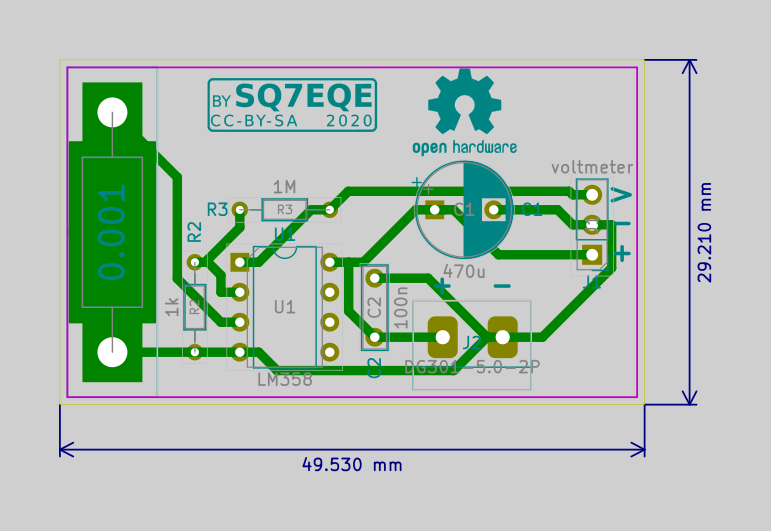 BY SQ7EQE
CC-BY-SA 2020
open hardware
voltmeter
1M
R3 R3
+
+
C1 C1
V
I
+
J1
0.001
R2
U1
1k
R2
U1
C2
100n
470u
+ −
J2
C2
LM358
DG301-5.0-2P
29.210 mm
49.530 mm